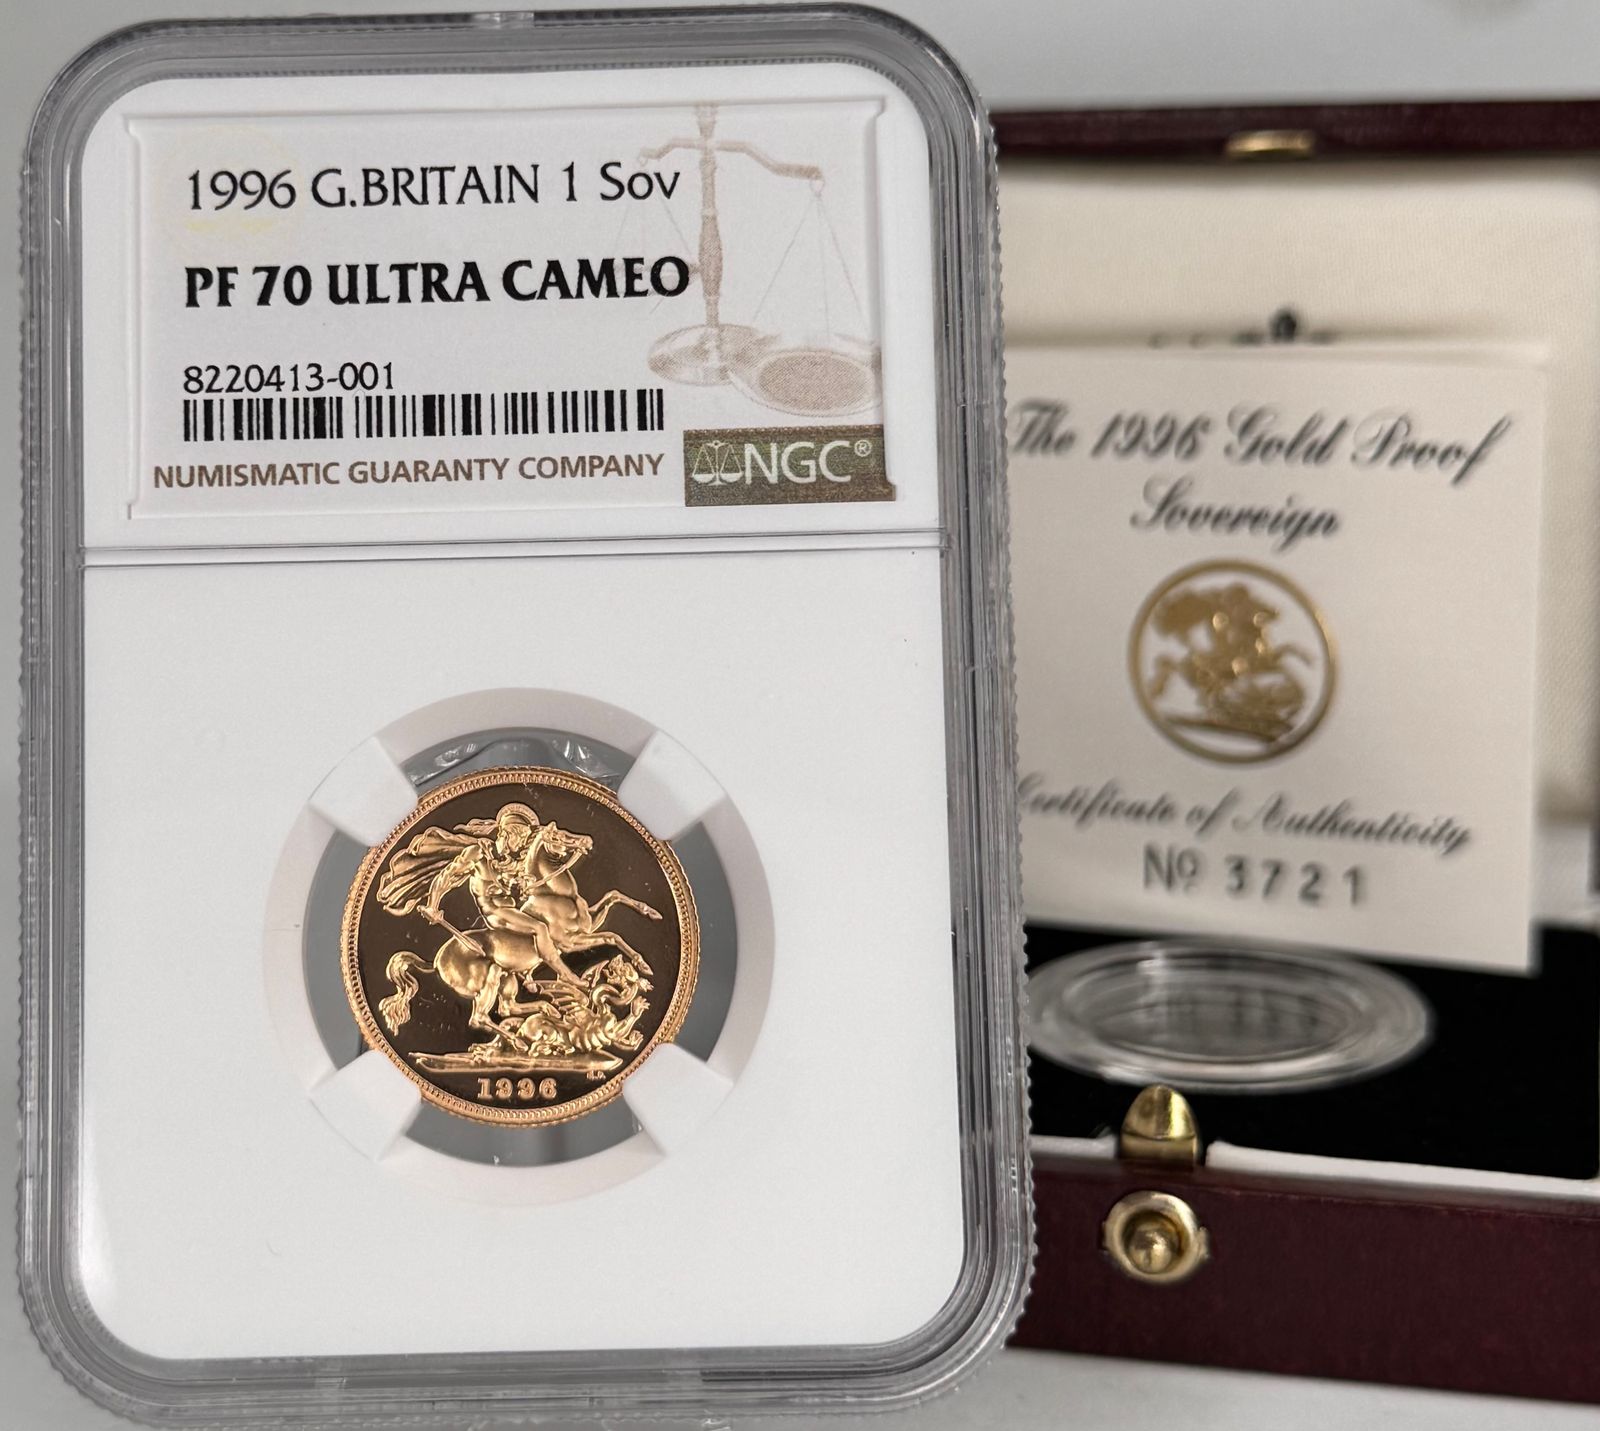 1996 G.BRITAIN 1 Sov
PF 70 ULTRA CAMEO
8220413-001
NUMISMATIC GUARANTY COMPANY
NGC®
1996
The 1996 Gold Proof
Sovereign
Certificate of Authenticity
Nº 3721